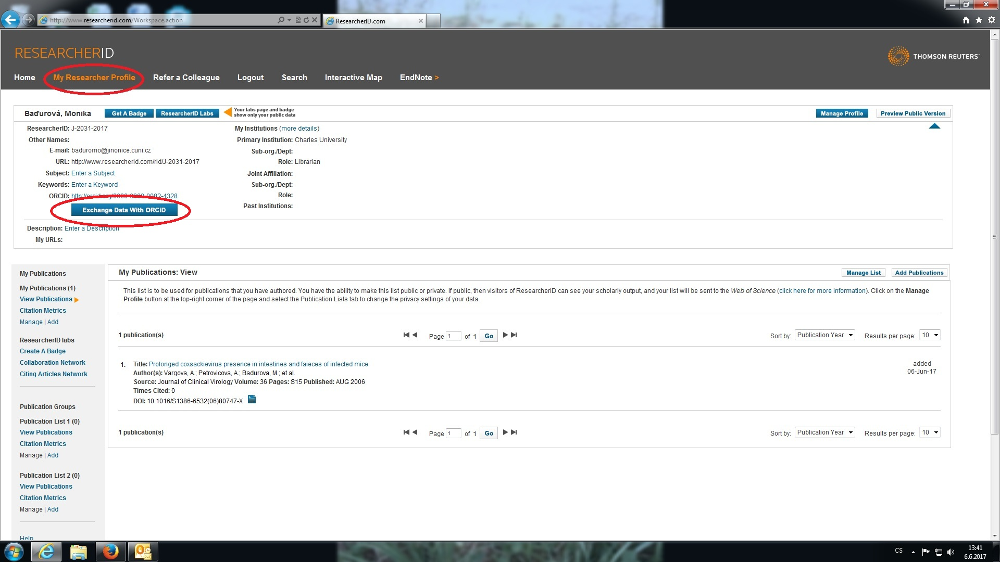 http://www.researcherid.com/Workspace.action
ResearcherID.com
RESEARCHERID
THOMSON REUTERS™
Home My Researcher Profile Refer a Colleague Logout Search Interactive Map EndNote >
Baďurová, Monika Get A Badge ResearcherID Labs Your labs page and badge
show only your public data
Manage Profile Preview Public Version
ResearcherID: J-2031-2017
Other Names:
E-mail: baduromo@jinonice.cuni.cz
URL: http://www.researcherid.com/rid/J-2031-2017
Subject: Enter a Subject
Keywords: Enter a Keyword
ORCID:
Exchange Data With ORCiD
My Institutions (more details)
Primary Institution: Charles University
Sub-org./Dept:
Role: Librarian
Joint Affiliation:
Sub-org./Dept:
Role:
Past Institutions:
Description: Enter a Description
My URLs:
My Publications
My Publications (1)
View Publications
Citation Metrics
Manage | Add
ResearcherID labs
Create A Badge
Collaboration Network
Citing Articles Network
Publication Groups
Publication List 1 (0)
View Publications
Citation Metrics
Manage | Add
Publication List 2 (0)
View Publications
Citation Metrics
Manage | Add
Help
My Publications: View
Manage List Add Publications
This list is to be used for publications that you have authored. You have the ability to make this list public or private. If public, then visitors of ResearcherID can see your scholarly output, and your list will be sent to the Web of Science (click here for more information). Click on the Manage
Profile button at the top-right corner of the page and select the Publication Lists tab to change the privacy settings of your data.
1 publication(s) Page 1 of 1 Go Sort by: Publication Year Results per page: 10
1. Title: Prolonged coxsackievirus presence in intestines and faieces of infected mice
Author(s): Vargova, A.; Petrovicova, A.; Badurova, M.; et al.
Source: Journal of Clinical Virology Volume: 36 Pages: S15 Published: AUG 2006
Times Cited: 0
DOI: 10.1016/S1386-6532(06)80747-X
added
06-Jun-17
1 publication(s) Page 1 of 1 Go Sort by: Publication Year Results per page: 10
CS
13:41
6.6.2017